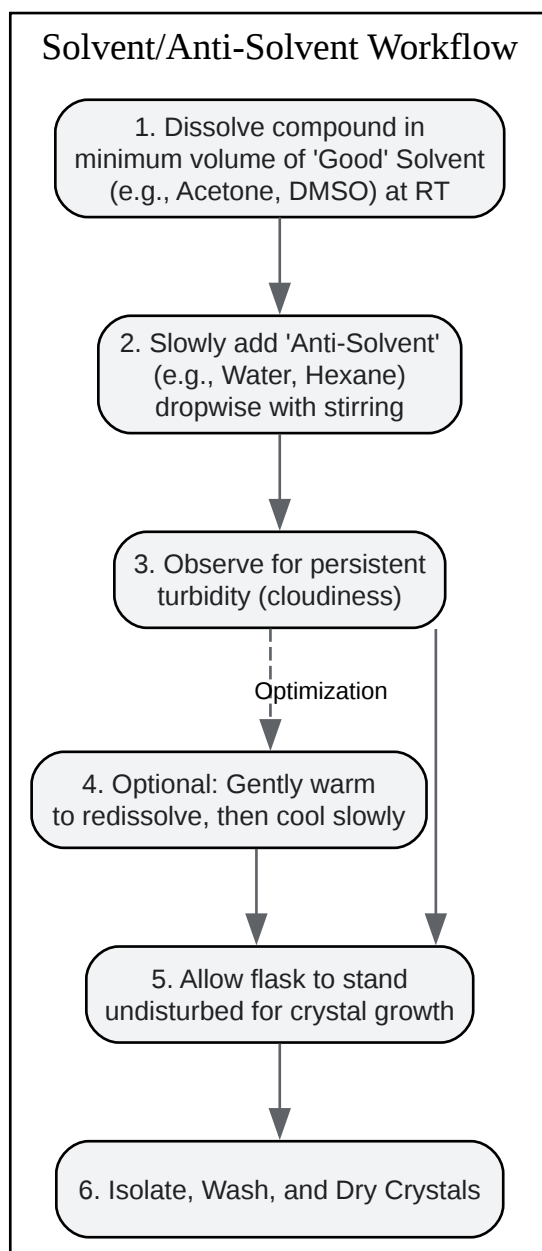 Solvent/Anti-Solvent Workflow
1. Dissolve compound in
minimum volume of 'Good' Solvent
(e.g., Acetone, DMSO) at RT
2. Slowly add 'Anti-Solvent'
(e.g., Water, Hexane)
dropwise with stirring
3. Observe for persistent
turbidity (cloudiness)
Optimization
4. Optional: Gently warm
to redissolve, then cool slowly
5. Allow flask to stand
undisturbed for crystal growth
6. Isolate, Wash, and Dry Crystals